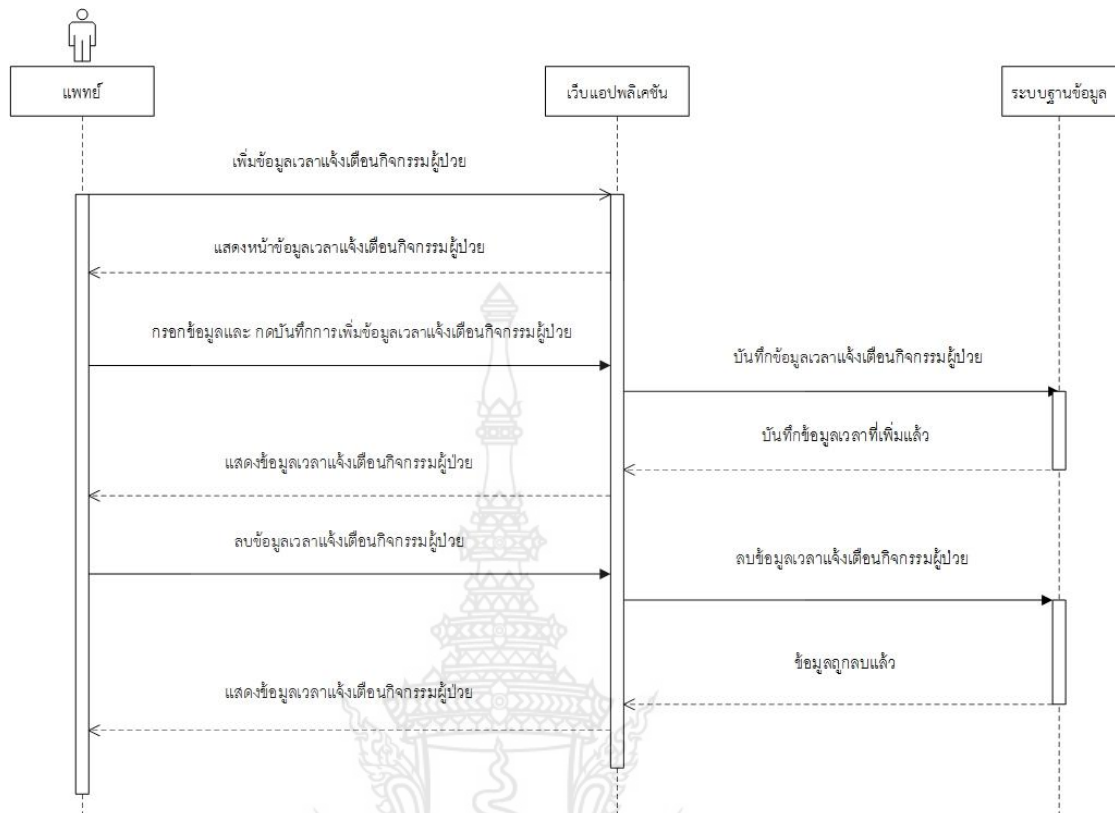 แพทย์
เว็บแอปพลิเคชัน
ระบบฐานข้อมูล
เพิ่มข้อมูลเวลาแจ้งเตือนกิจกรรมผู้ป่วย
แสดงหน้าข้อมูลเวลาแจ้งเตือนกิจกรรมผู้ป่วย
กรอกข้อมูลและ กดบันทึกการเพิ่มข้อมูลเวลาแจ้งเตือนกิจกรรมผู้ป่วย
บันทึกข้อมูลเวลาแจ้งเตือนกิจกรรมผู้ป่วย
บันทึกข้อมูลเวลาที่เพิ่มแล้ว
แสดงข้อมูลเวลาแจ้งเตือนกิจกรรมผู้ป่วย
ลบข้อมูลเวลาแจ้งเตือนกิจกรรมผู้ป่วย
ลบข้อมูลเวลาแจ้งเตือนกิจกรรมผู้ป่วย
ข้อมูลถูกลบแล้ว
แสดงข้อมูลเวลาแจ้งเตือนกิจกรรมผู้ป่วย